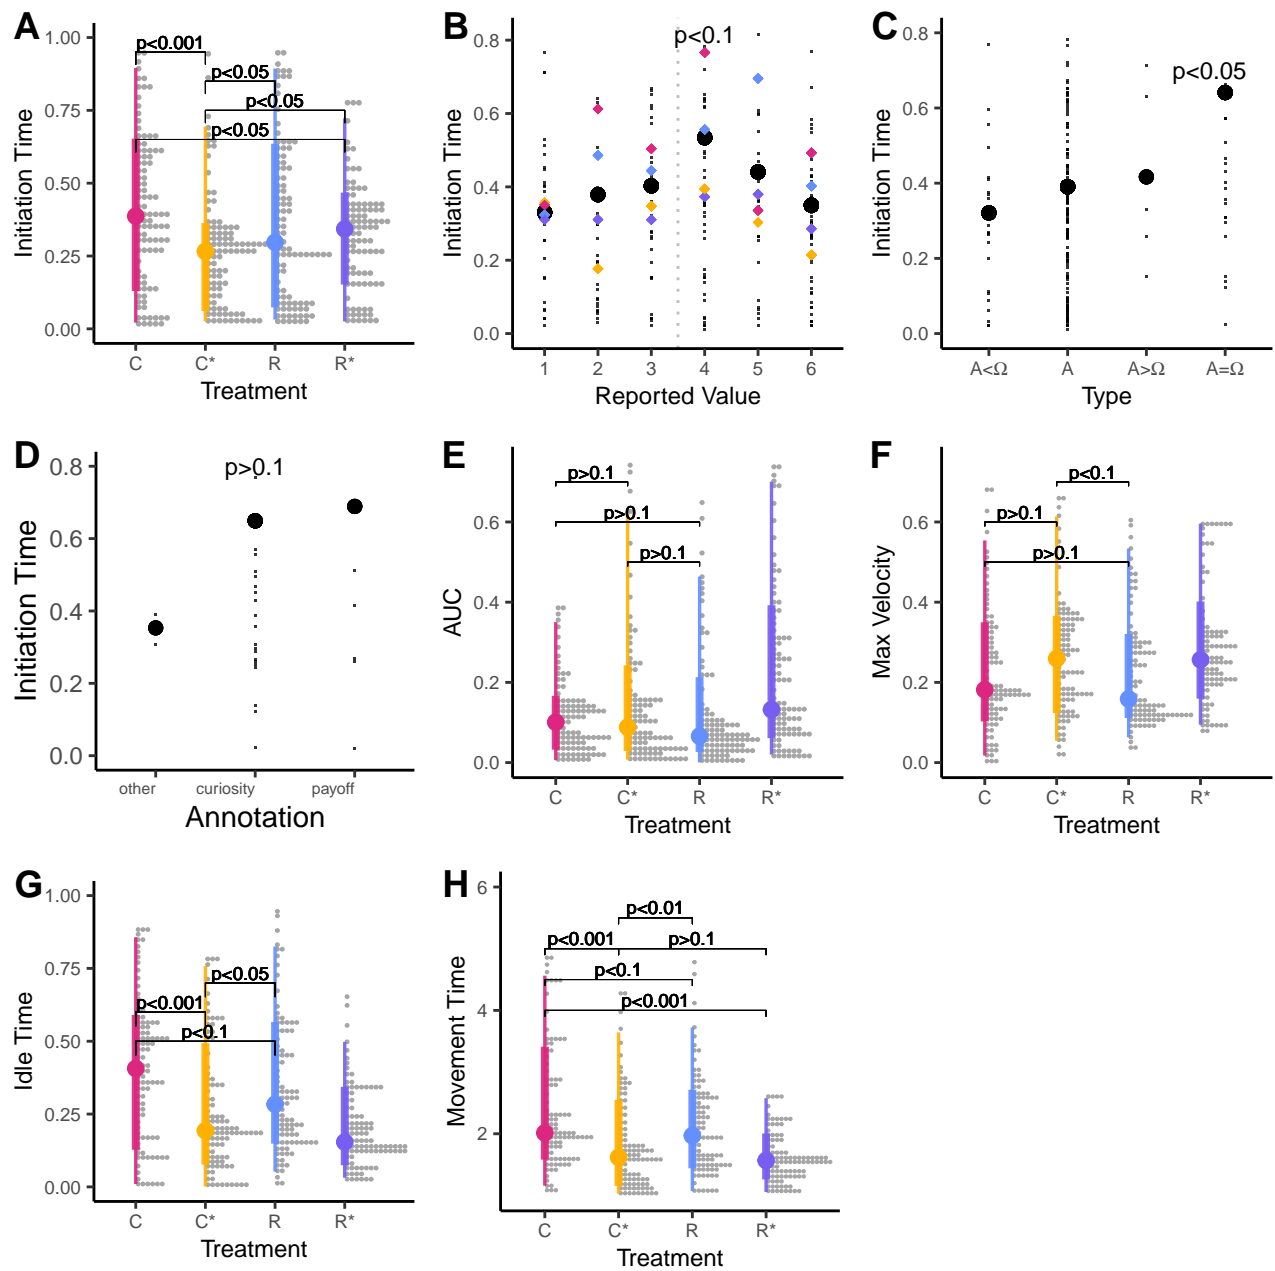 A
1.00
0.75
0.50
0.25
0.00
Initiation Time
p<0.001
p<0.05
p<0.05
p<0.05
C C* R R*
Treatment
B
0.8
0.6
0.4
0.2
0.0
Initiation Time
p<0.1
1 2 3 4 5 6
Reported Value
C
0.8
0.6
0.4
0.2
0.0
Initiation Time
p<0.05
A<Ω A A>Ω A=Ω
Type
D
0.8
0.6
0.4
0.2
0.0
Initiation Time
p>0.1
other curiosity payoff
Annotation
E
0.6
0.4
0.2
0.0
AUC
p>0.1
p>0.1
p>0.1
C C* R R*
Treatment
F
0.6
0.4
0.2
0.0
Max Velocity
p<0.1
p>0.1
p>0.1
C C* R R*
Treatment
G
1.00
0.75
0.50
0.25
0.00
Idle Time
p<0.05
p<0.001
p<0.1
C C* R R*
Treatment
H
6
4
2
Movement Time
p<0.01
p<0.001 p>0.1
p<0.1
p<0.001
C C* R R*
Treatment